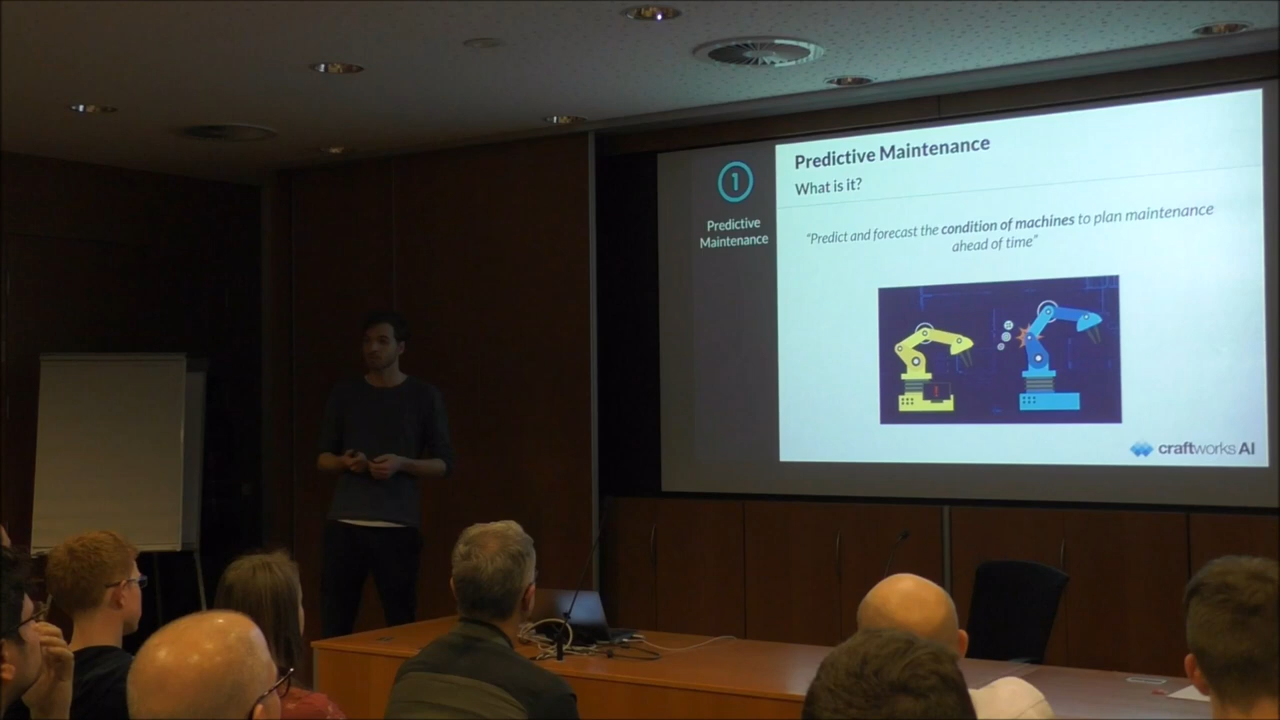 1
Predictive
Maintenance
Predictive Maintenance
What is it?
“Predict and forecast the condition of machines to plan maintenance
ahead of time”
!
craftworks AI